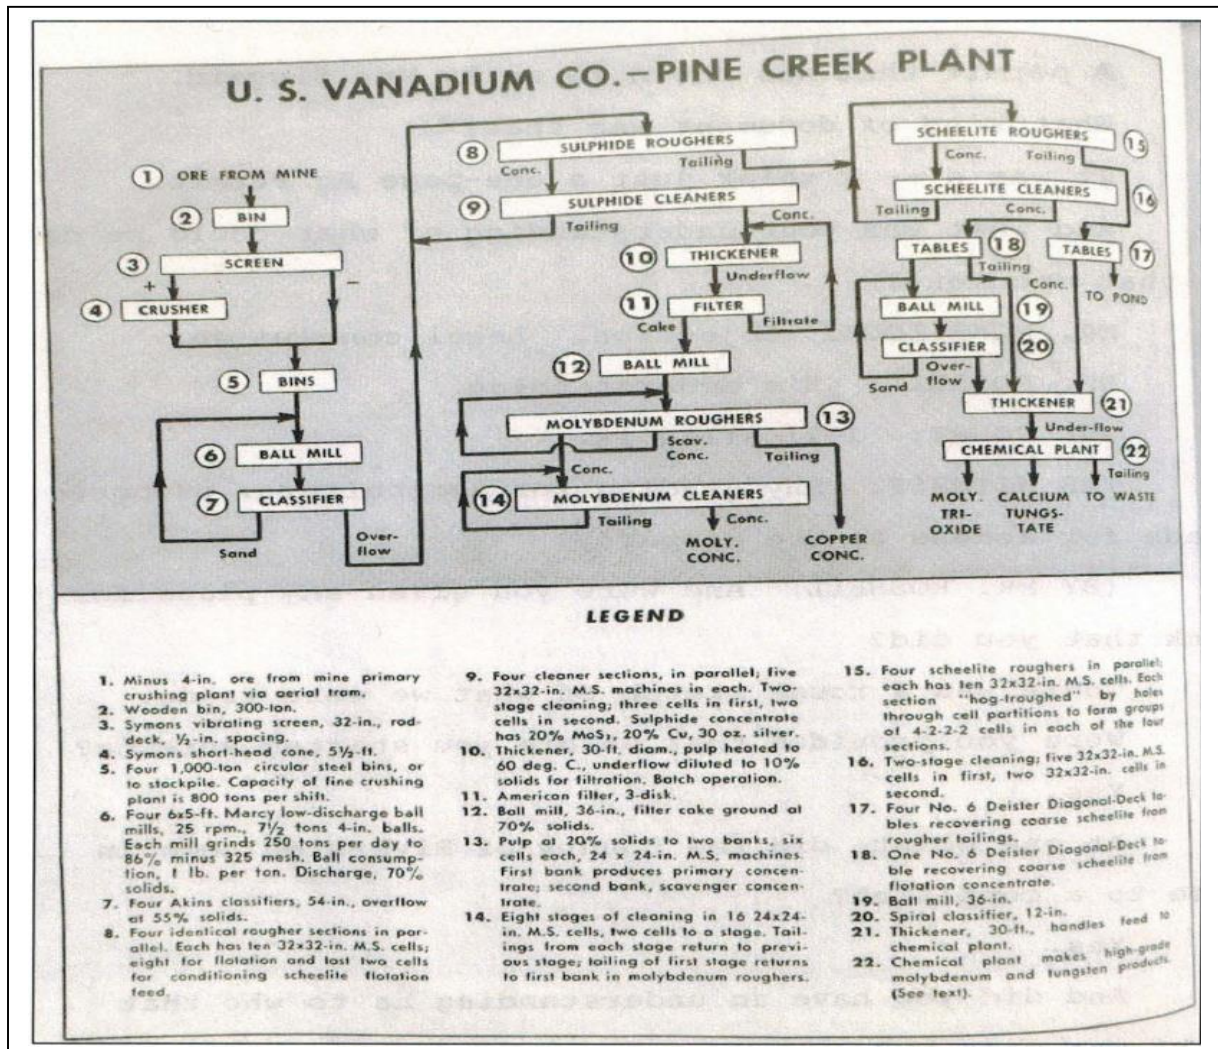 U. S. VANADIUM CO.—PINE CREEK PLANT
1 ORE FROM MINE
2 BIN
3 SCREEN
+ −
4 CRUSHER
5 BINS
6 BALL MILL
7 CLASSIFIER
Sand
Over-
flow
8 SULPHIDE ROUGHERS
Conc. Tailing
9 SULPHIDE CLEANERS
Tailing Conc.
10 THICKENER
Underflow
11 FILTER
Cake Filtrate
12 BALL MILL
MOLYBDENUM ROUGHERS 13
Scav.
Conc.
Conc. Tailing
14 MOLYBDENUM CLEANERS
Tailing Conc.
MOLY.
CONC.
COPPER
CONC.
SCHEELITE ROUGHERS 15
Conc. Tailing
SCHEELITE CLEANERS 16
Tailing Conc.
TABLES 18
Tailing
TABLES 17
Conc. TO POND
BALL MILL 19
CLASSIFIER 20
Sand
Over-
flow
THICKENER 21
Under-flow
CHEMICAL PLANT 22
Tailing
MOLY.
TRI-
OXIDE
CALCIUM
TUNGS-
TATE
TO WASTE
LEGEND
1. Minus 4-in. ore from mine primary
crushing plant via aerial tram.
2. Wooden bin, 300-ton.
3. Symons vibrating screen, 32-in., rod-
deck, ½-in. spacing.
4. Symons short-head cone, 5½-ft.
5. Four 1,000-ton circular steel bins, or
to stockpile. Capacity of fine crushing
plant is 800 tons per shift.
6. Four 6x5-ft. Marcy low-discharge ball
mills, 25 rpm., 7½ tons 4-in. balls.
Each mill grinds 250 tons per day to
86% minus 325 mesh. Ball consump-
tion, 1 lb. per ton. Discharge, 70%
solids.
7. Four Akins classifiers, 54-in., overflow
at 55% solids.
8. Four identical rougher sections in par-
allel. Each has ten 32x32-in. M.S. cells;
eight for flotation and last two cells
for conditioning scheelite flotation
feed.
9. Four cleaner sections, in parallel; five
32x32-in. M.S. machines in each. Two-
stage cleaning; three cells in first, two
cells in second. Sulphide concentrate
has 20% MoS₂, 20% Cu, 30 oz. silver.
10. Thickener, 30-ft. diam., pulp heated to
60 deg. C., underflow diluted to 10%
solids for filtration. Batch operation.
11. American filter, 3-disk.
12. Ball mill, 36-in., filter cake ground at
70% solids.
13. Pulp at 20% solids to two banks, six
cells each, 24 x 24-in. M.S. machines.
First bank produces primary concen-
trate; second bank, scavenger concen-
trate.
14. Eight stages of cleaning in 16 24x24-
in. M.S. cells, two cells to a stage. Tail-
ings from each stage return to previ-
ous stage; tailing of first stage returns
to first bank in molybdenum roughers.
15. Four scheelite roughers in parallel;
each has ten 32x32-in. M.S. cells. Each
section "hog-troughed" by holes
through cell partitions to form groups
of 4-2-2-2 cells in each of the four
sections.
16. Two-stage cleaning; five 32x32-in. M.S.
cells in first, two 32x32-in. cells in
second.
17. Four No. 6 Deister Diagonal-Deck ta-
bles recovering coarse scheelite from
rougher tailings.
18. One No. 6 Deister Diagonal-Deck ta-
ble recovering coarse scheelite from
flotation concentrate.
19. Ball mill, 36-in.
20. Spiral classifier, 12-in.
21. Thickener, 30-ft., handles feed to
chemical plant.
22. Chemical plant makes high-grade
molybdenum and tungsten products.
(See text).